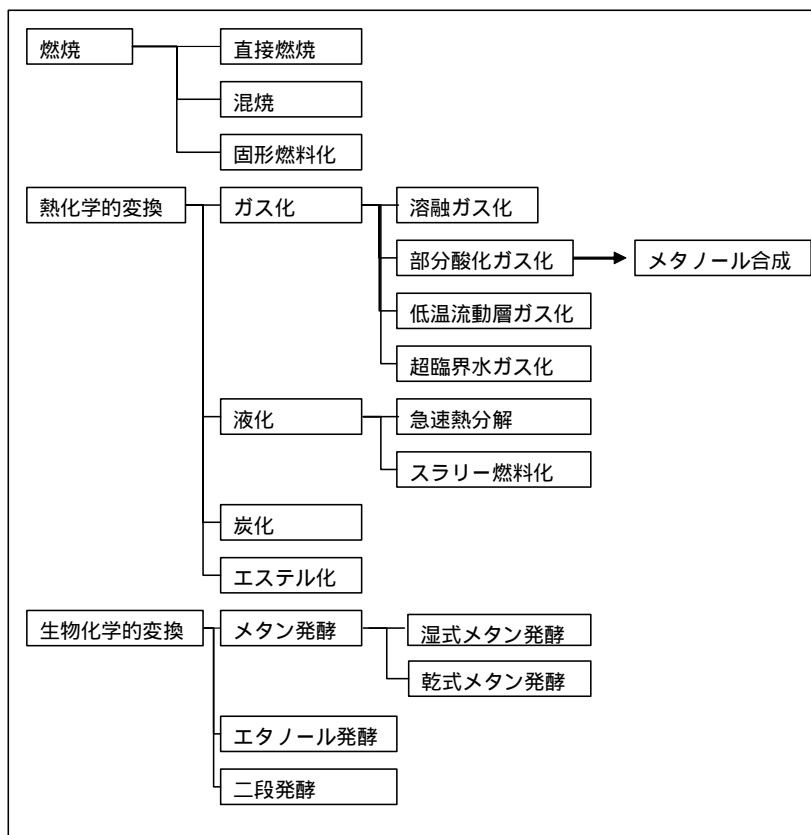 燃焼
直接燃焼
混焼
固形燃料化
熱化学的変換
ガス化
溶融ガス化
部分酸化ガス化
メタノール合成
低温流動層ガス化
超臨界水ガス化
液化
急速熱分解
スラリー燃料化
炭化
エステル化
生物化学的変換
メタン発酵
湿式メタン発酵
乾式メタン発酵
エタノール発酵
二段発酵